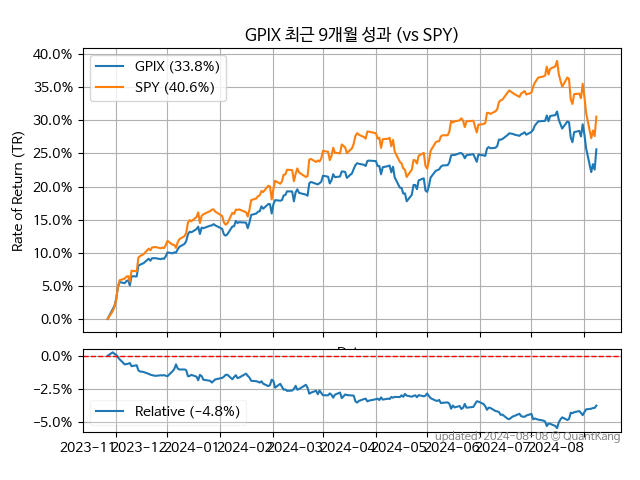 GPIX 최근 9개월 성과 (vs SPY)
40.0%
35.0%
30.0%
25.0%
20.0%
15.0%
10.0%
5.0%
0.0%
Rate of Return (TR)
GPIX (33.8%)
SPY (40.6%)
0.0%
−2.5%
−5.0%
Relative (−4.8%)
2023−11 2023−12 2024−01 2024−02 2024−03 2024−04 2024−05 2024−06 2024−07 2024−08
updated: 2024−08−08 © QuantKang